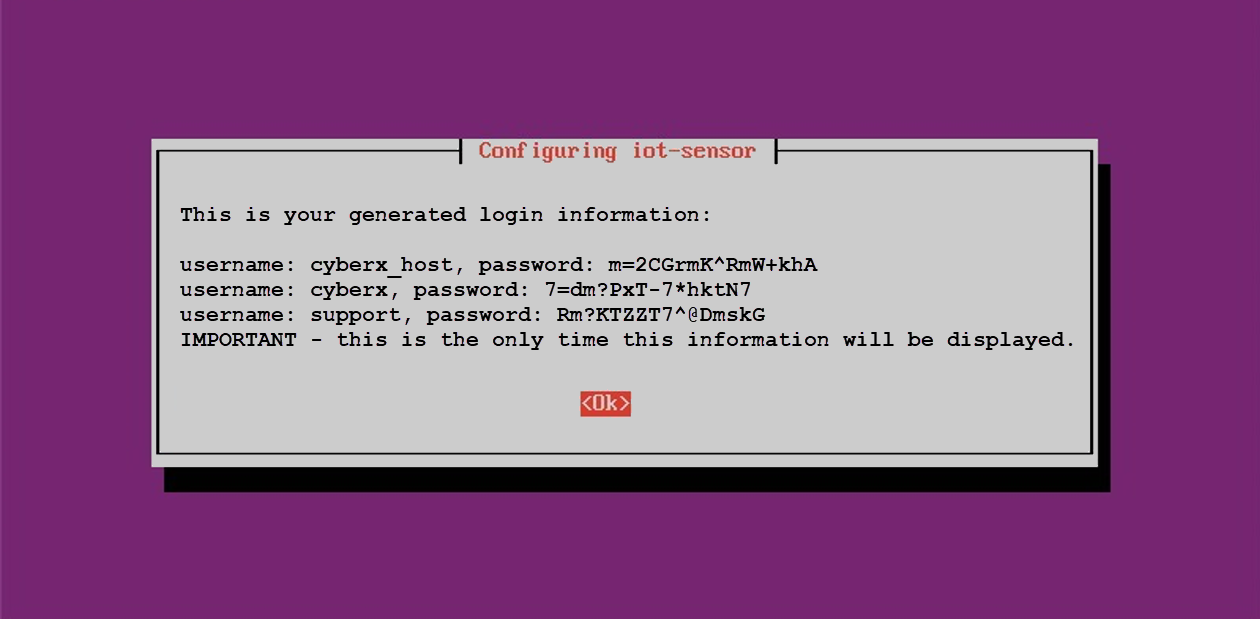 Configuring iot-sensor
This is your generated login information:
username: cyberx_host, password: m=2CGrmK^RmW+khA
username: cyberx, password: 7=dm?PxT-7*hktN7
username: support, password: Rm?KTZZT7^@DmskG
IMPORTANT - this is the only time this information will be displayed.
<Ok>